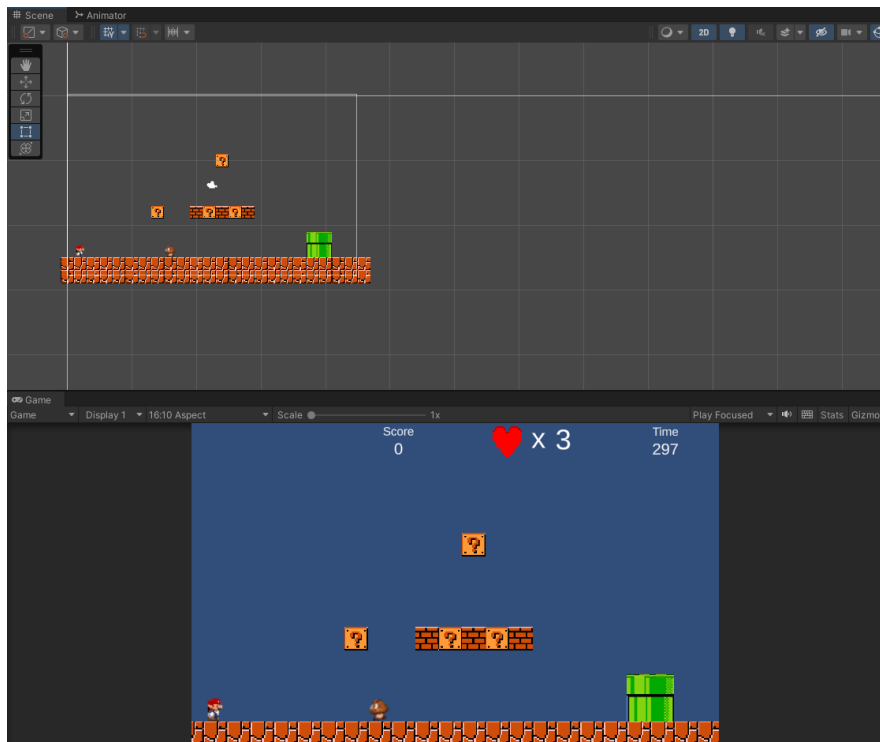 Scene Animator
2D
Game
Game Display 1 16:10 Aspect Scale 1x Play Focused Stats Gizmo
Score x 3 Time
0 297